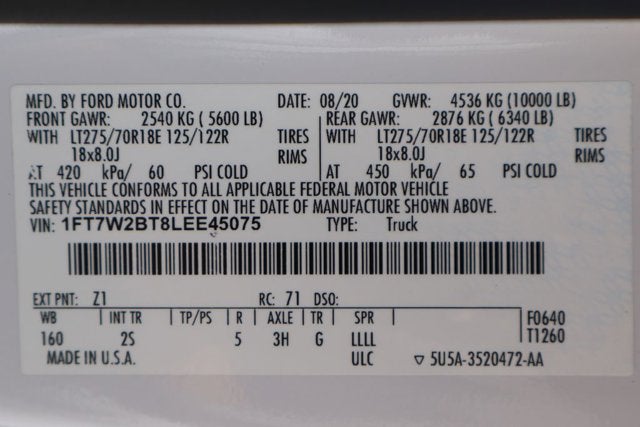 MFD. BY FORD MOTOR CO. DATE: 08/20 GVWR: 4536 KG (10000 LB)
FRONT GAWR: 2540 KG ( 5600 LB) REAR GAWR: 2876 KG ( 6340 LB)
WITH LT275/70R18E 125/122R TIRES WITH LT275/70R18E 125/122R TIRES
18x8.0J RIMS 18x8.0J RIMS
AT 420 kPa/ 60 PSI COLD AT 450 kPa/ 65 PSI COLD
THIS VEHICLE CONFORMS TO ALL APPLICABLE FEDERAL MOTOR VEHICLE
SAFETY STANDARDS IN EFFECT ON THE DATE OF MANUFACTURE SHOWN ABOVE.
VIN: 1FT7W2BT8LEE45075 TYPE: Truck
EXT PNT: Z1 RC: 71 DSO:
WB INT TR TP/PS R AXLE TR SPR F0640
160 2S 5 3H G LLLL T1260
MADE IN U.S.A. ULC ▽ 5U5A-3520472-AA